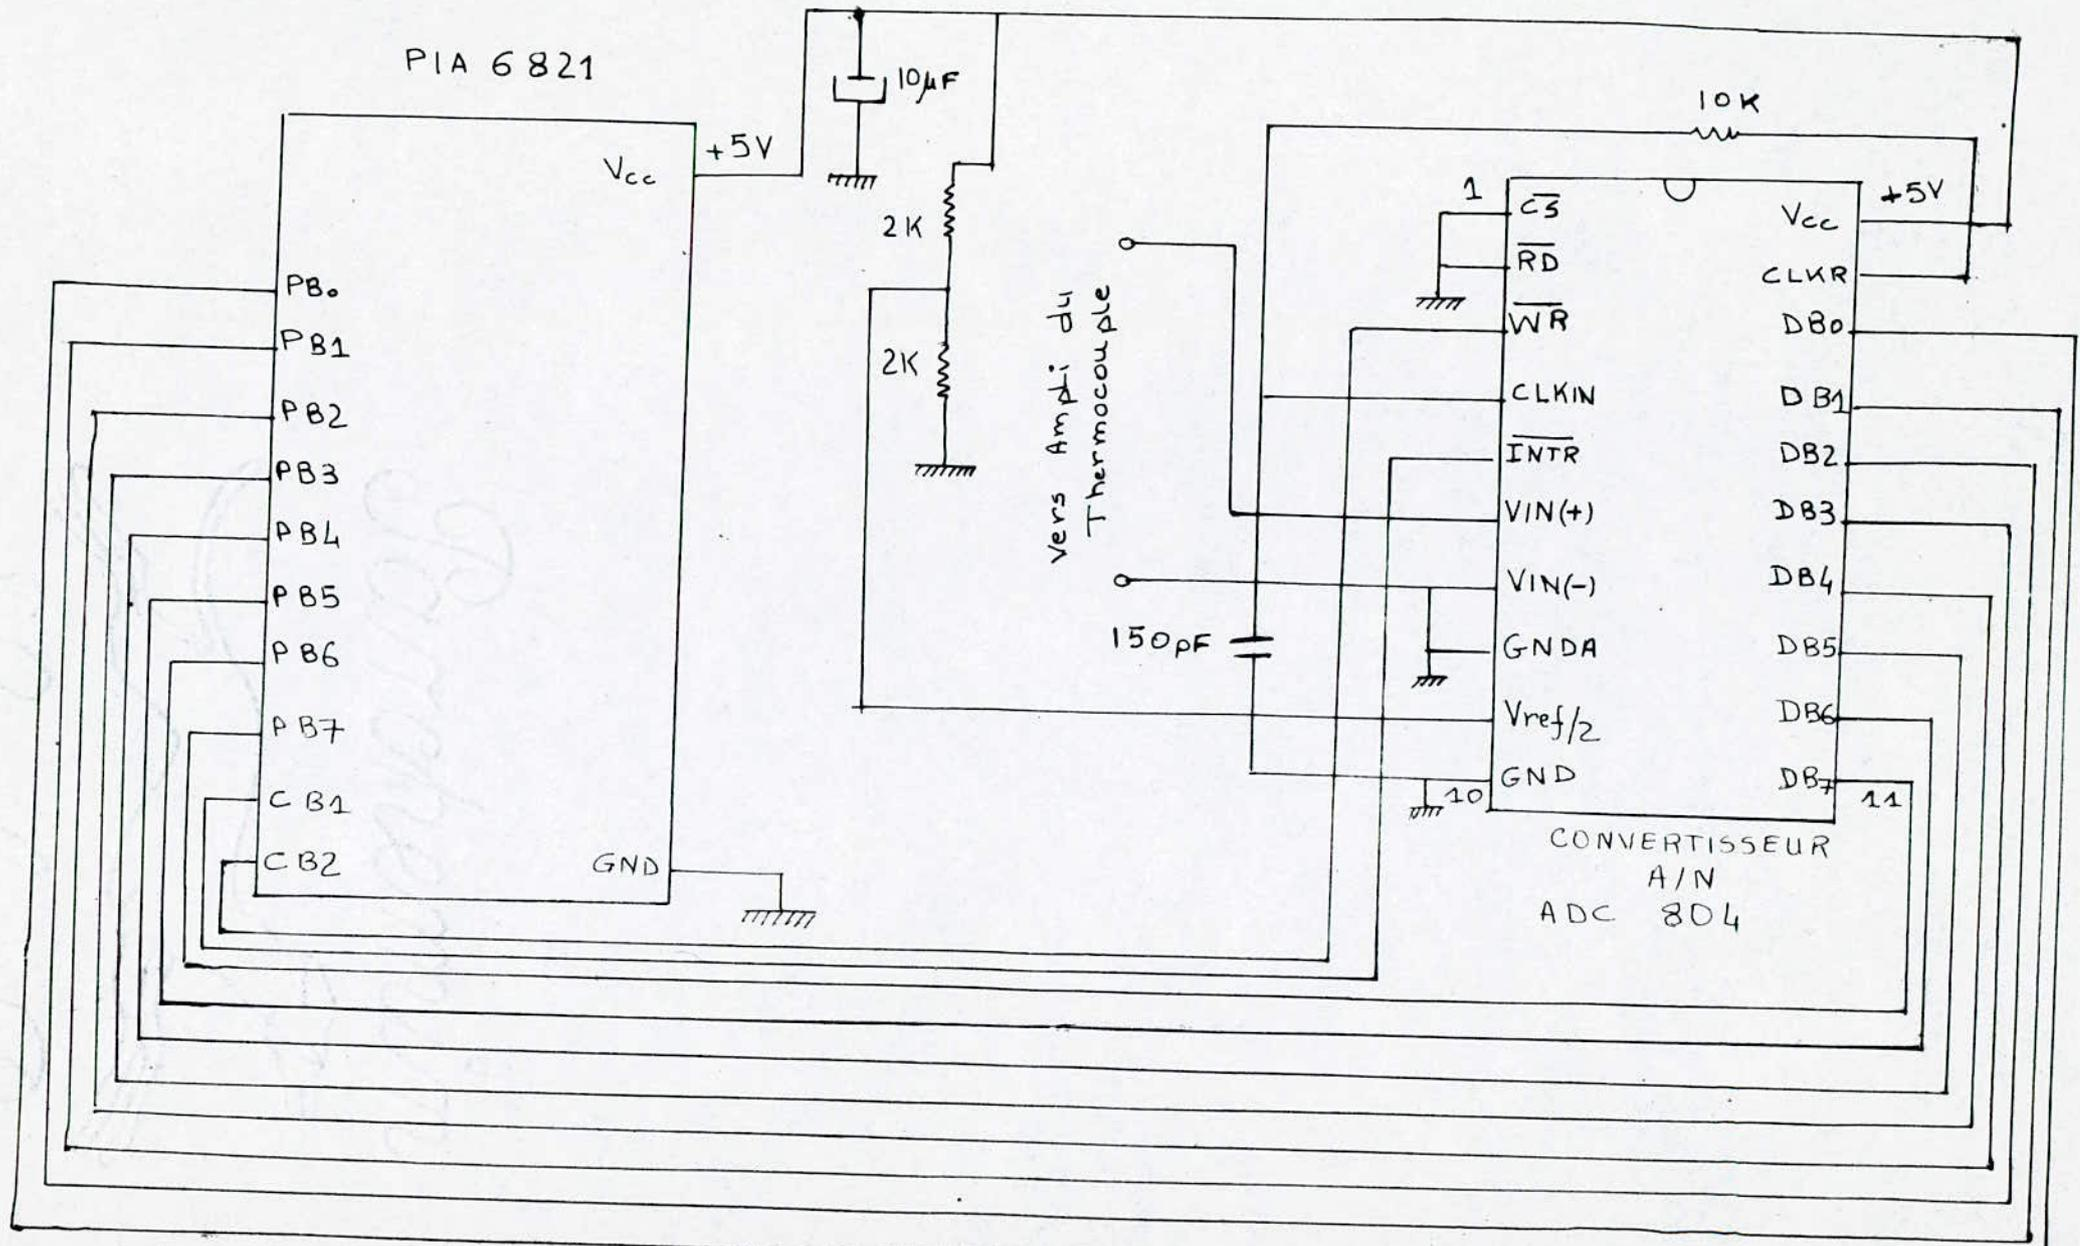 PIA 6821
Vcc
+5V
10µF
2K
2K
PB0
PB1
PB2
PB3
PB4
PB5
PB6
PB7
CB1
CB2
GND
Vers Ampli du
Thermocouple
150pF
10K
1
CS
RD
WR
CLKIN
INTR
VIN(+)
VIN(-)
GNDA
Vref/2
GND
10
Vcc
+5V
CLKR
DB0
DB1
DB2
DB3
DB4
DB5
DB6
DB7
11
CONVERTISSEUR
A/N
ADC 804